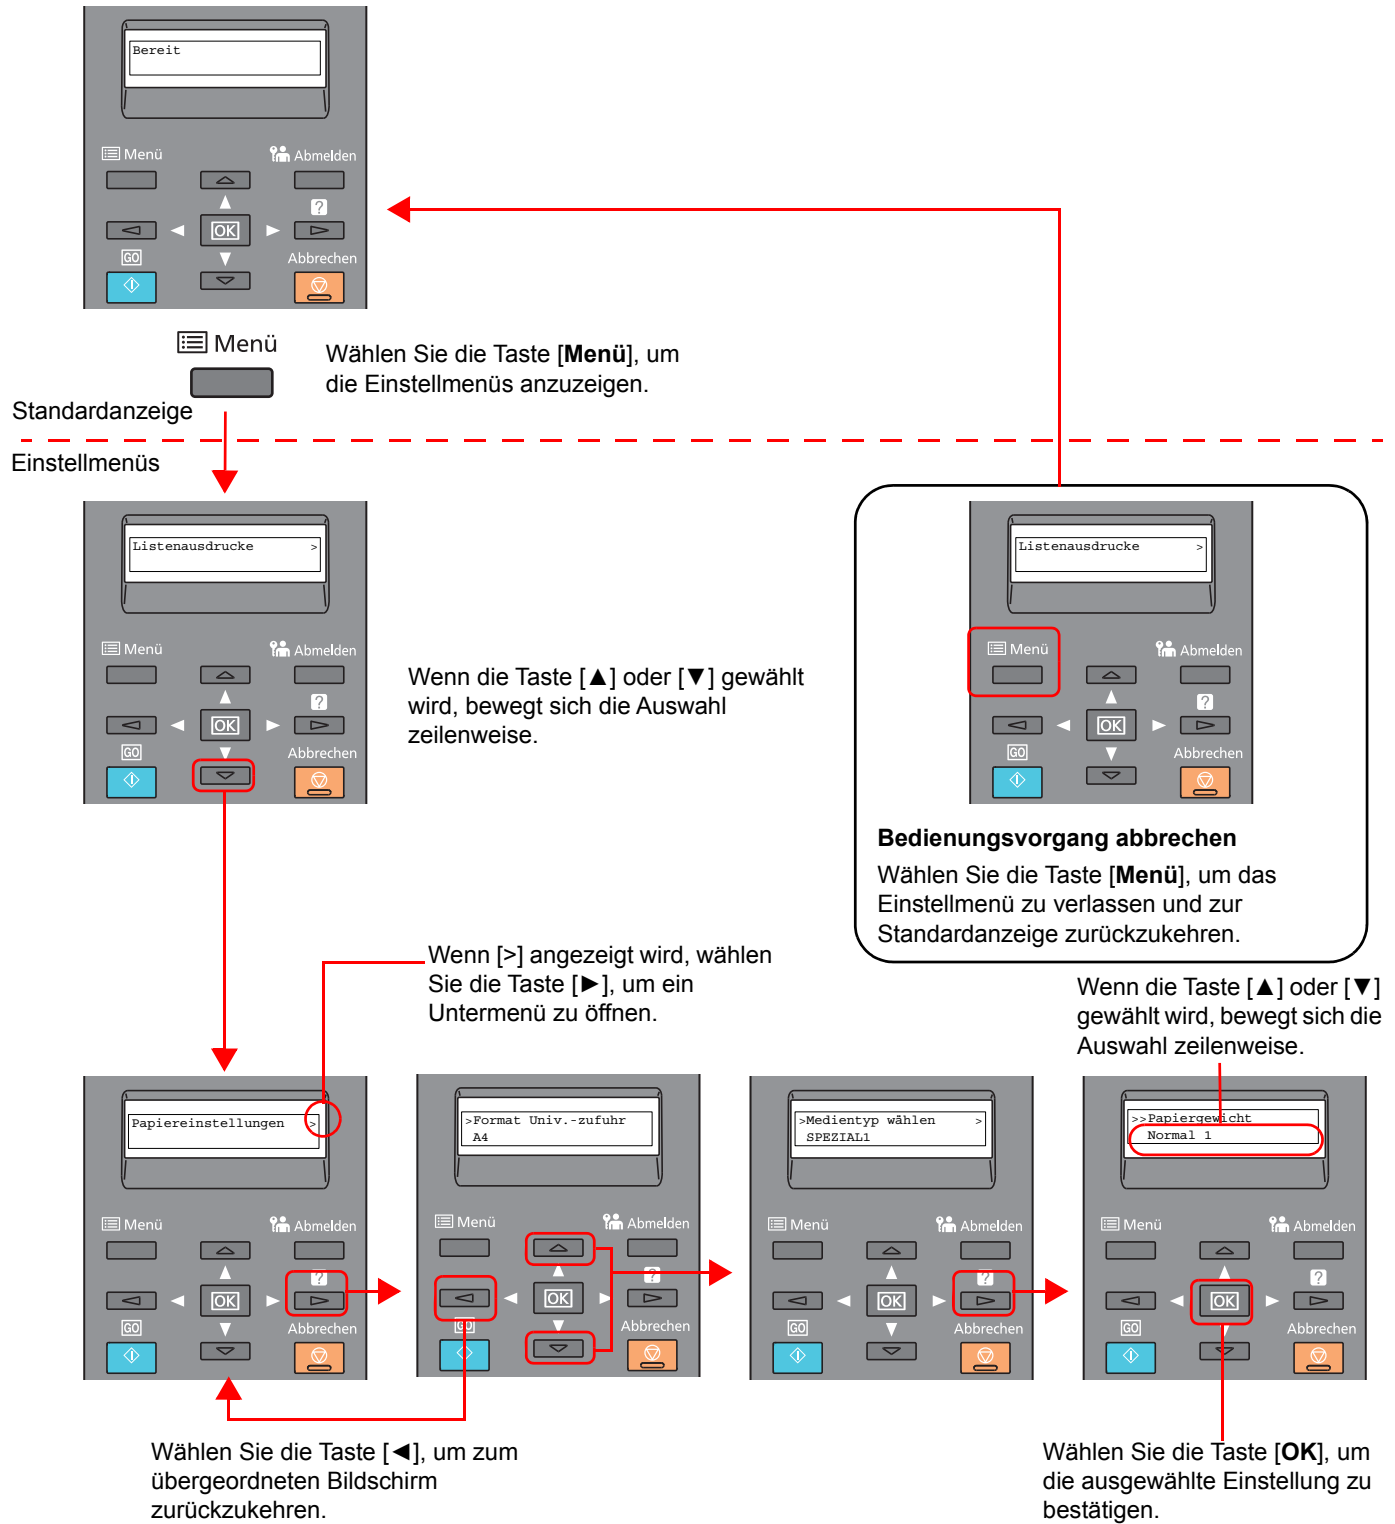 Bereit
Menü
Abmelden
?
OK
GO
Abbrechen
Menü
Wählen Sie die Taste [Menü], um
die Einstellmenüs anzuzeigen.
Standardanzeige
Einstellmenüs
Listenausdrucke >
Menü
Abmelden
?
OK
GO
Abbrechen
Wenn die Taste [▲] oder [▼] gewählt
wird, bewegt sich die Auswahl
zeilenweise.
Listenausdrucke >
Menü
Abmelden
?
OK
GO
Abbrechen
Bedienungsvorgang abbrechen
Wählen Sie die Taste [Menü], um das
Einstellmenü zu verlassen und zur
Standardanzeige zurückzukehren.
Wenn [>] angezeigt wird, wählen
Sie die Taste [►], um ein
Untermenü zu öffnen.
Wenn die Taste [▲] oder [▼]
gewählt wird, bewegt sich die
Auswahl zeilenweise.
Papiereinstellungen >
Menü
Abmelden
?
OK
GO
Abbrechen
>Format Univ.-zufuhr
A4
Menü
Abmelden
?
OK
GO
Abbrechen
>Medientyp wählen >
SPEZIAL1
Menü
Abmelden
?
OK
GO
Abbrechen
>>Papiergewicht
Normal 1
Menü
Abmelden
?
OK
GO
Abbrechen
Wählen Sie die Taste [◄], um zum
übergeordneten Bildschirm
zurückzukehren.
Wählen Sie die Taste [OK], um
die ausgewählte Einstellung zu
bestätigen.